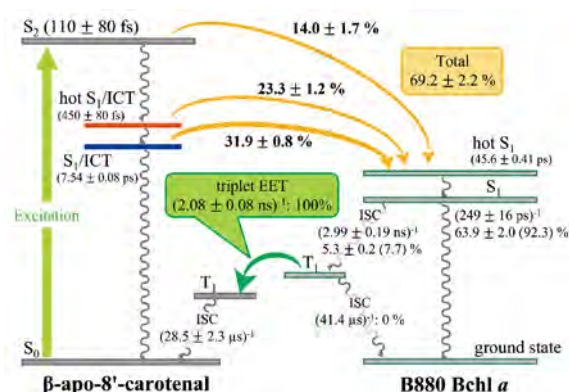 S₂ (110 ± 80 fs)
14.0 ± 1.7 %
Total
69.2 ± 2.2 %
hot S₁/ICT
(450 ± 80 fs)
23.3 ± 1.2 %
S₁/ICT
(7.54 ± 0.08 ps)
31.9 ± 0.8 %
hot S₁
(45.6 ± 0.41 ps)
S₁
Excitation
triplet EET
(2.08 ± 0.08 ns)⁻¹: 100%
ISC
(2.99 ± 0.19 ns)⁻¹
5.3 ± 0.2 (7.7) %
(249 ± 16 ps)⁻¹
63.9 ± 2.0 (92.3) %
T₁
T₁
ISC
(28.5 ± 2.3 μs)⁻¹
ISC
(41.4 μs)⁻¹: 0 %
S₀
ground state
β-apo-8'-carotenal
B880 Bchl a